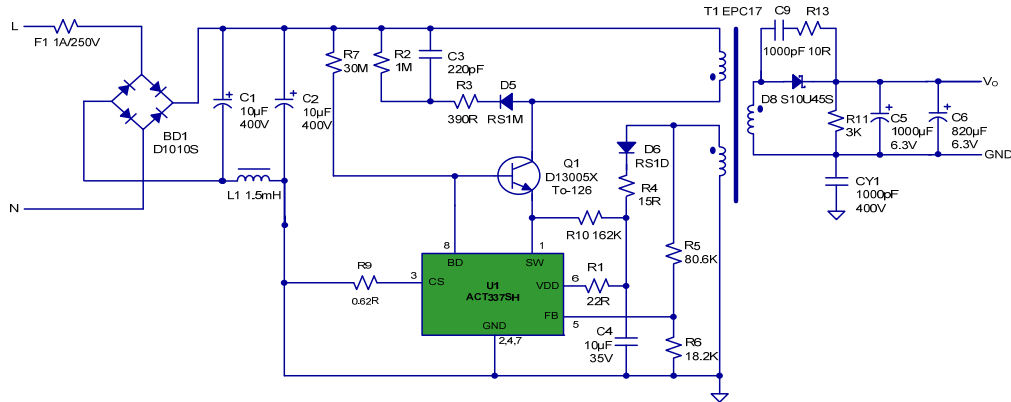 L
F1 1A/250V
BD1
D1010S
N
C1
10µF
400V
L1 1.5mH
C2
10µF
400V
R7
30M
R2
1M
C3
220pF
R3
390R
D5
RS1M
Q1
D13005X
To-126
D6
RS1D
R4
15R
R10 162K
R9
0.62R
3
CS
8
BD
1
SW
U1
ACT337SH
VDD
6
FB
5
GND
2,4,7
R1
22R
C4
10µF
35V
R5
80.6K
R6
18.2K
T1 EPC17
C9
1000pF
R13
10R
D8 S10U45S
R11
3K
C5
1000µF
6.3V
C6
820µF
6.3V
VO
GND
CY1
1000pF
400V